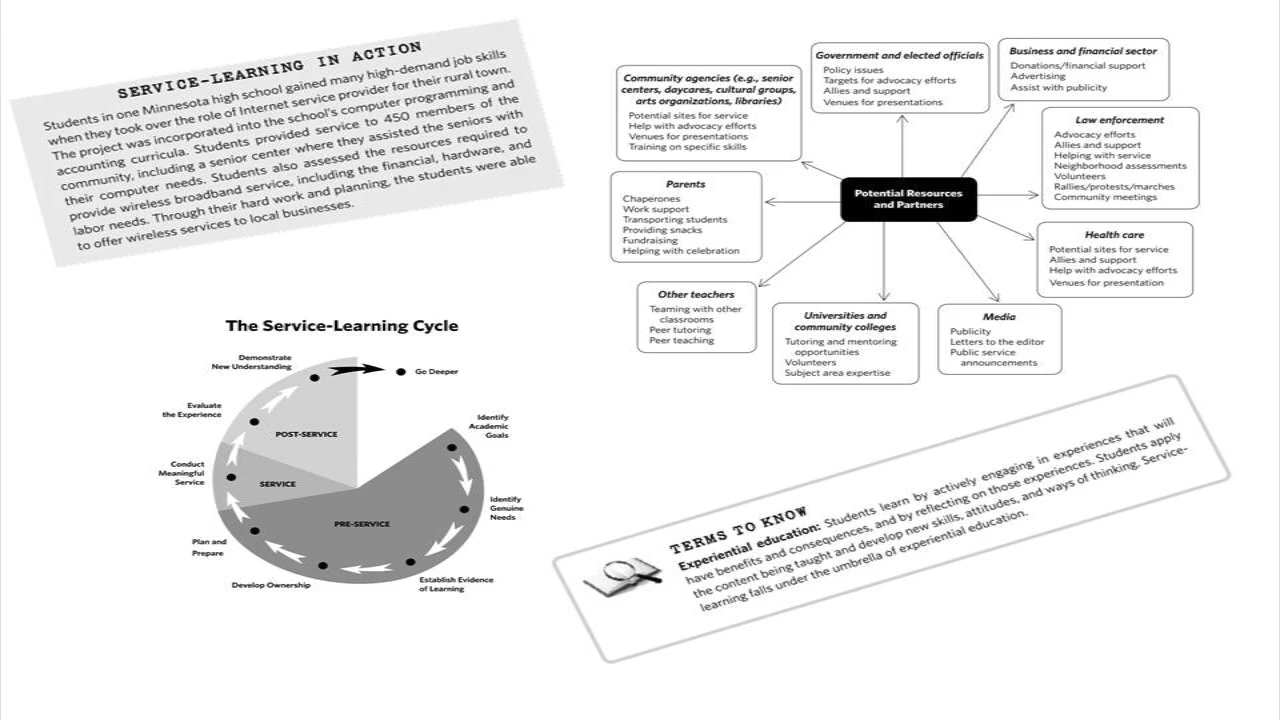 SERVICE-LEARNING IN ACTION
Students in one Minnesota high school gained many high-demand job skills
when they took over the role of Internet service provider for their rural town.
The project was incorporated into the school's computer programming and
accounting curricula. Students provided service to 450 members of the
community, including a senior center where they assisted the seniors with
their computer needs. Students also assessed the resources required to
provide wireless broadband service, including the financial, hardware, and
labor needs. Through their hard work and planning, the students were able
to offer wireless services to local businesses.
Community agencies (e.g., senior
centers, daycares, cultural groups,
arts organizations, libraries)
Potential sites for service
Help with advocacy efforts
Venues for presentations
Training on specific skills
Government and elected officials
Policy issues
Targets for advocacy efforts
Allies and support
Venues for presentations
Business and financial sector
Donations/financial support
Advertising
Assist with publicity
Law enforcement
Advocacy efforts
Allies and support
Helping with service
Neighborhood assessments
Volunteers
Rallies/protests/marches
Community meetings
Parents
Chaperones
Work support
Transporting students
Providing snacks
Fundraising
Helping with celebration
Potential Resources
and Partners
Health care
Potential sites for service
Allies and support
Help with advocacy efforts
Venues for presentation
Other teachers
Teaming with other
classrooms
Peer tutoring
Peer teaching
Universities and
community colleges
Tutoring and mentoring
opportunities
Volunteers
Subject area expertise
Media
Publicity
Letters to the editor
Public service
announcements
The Service-Learning Cycle
Demonstrate
New Understanding
Go Deeper
Evaluate
the Experience
POST-SERVICE
Identify
Academic
Goals
Conduct
Meaningful
Service
SERVICE
Identify
Genuine
Needs
PRE-SERVICE
Plan and
Prepare
Develop Ownership
Establish Evidence
of Learning
TERMS TO KNOW
Experiential education: Students learn by actively engaging in experiences that will
have benefits and consequences, and by reflecting on those experiences. Students apply
the content being taught and develop new skills, attitudes, and ways of thinking. Service-
learning falls under the umbrella of experiential education.